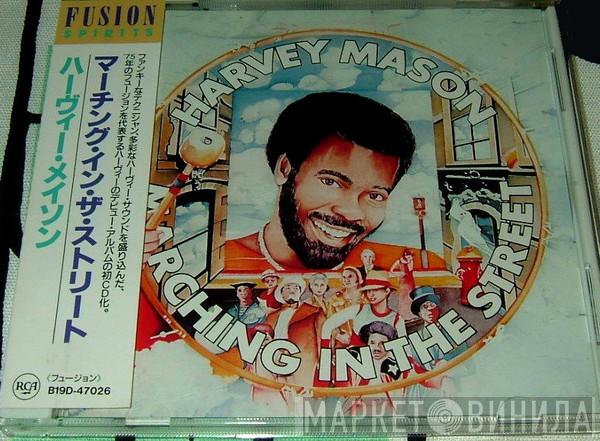 FUSION
SPIRITS
ファンキーなテクニシャン、多彩なハーヴィー・サウンドを盛り込んだ、
75年のフュージョンを代表するハーヴィーのデビュー・アルバムの初CD化。
マーチング・イン・ザ・ストリート
ハーヴィー・メイソン
〈フュージョン〉
RCA
B19D-47026
HARVEY MASON
MARCHING IN THE STREET
МАРКЕТ ВИНИЛА